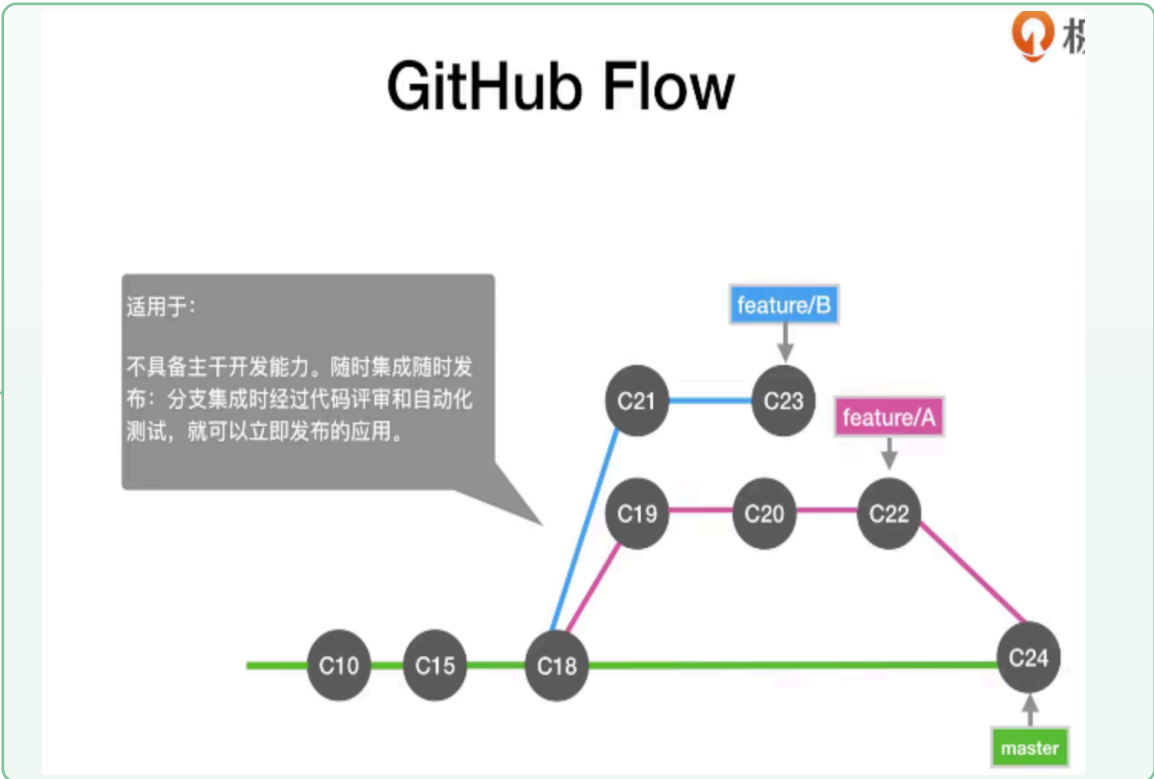 GitHub Flow
适用于：
不具备主干开发能力。随时集成随时发
布：分支集成时经过代码评审和自动化
测试，就可以立即发布的应用。
feature/B
C21
C23
feature/A
C19
C20
C22
C10
C15
C18
C24
master